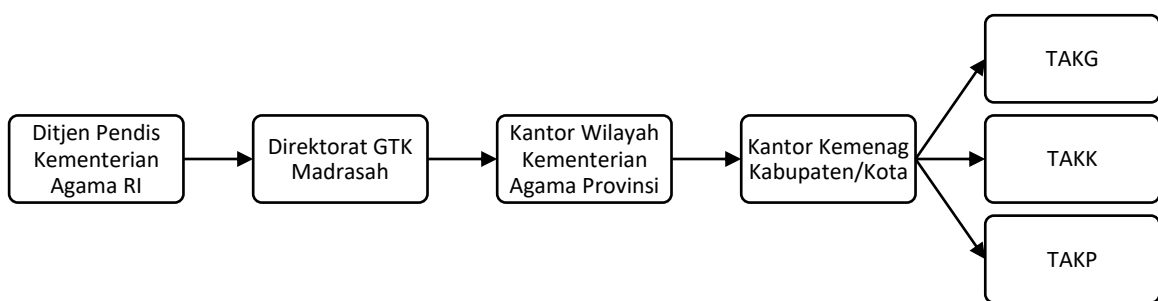 Ditjen Pendis
Kementerian
Agama RI
Direktorat GTK
Madrasah
Kantor Wilayah
Kementerian
Agama Provinsi
Kantor Kemenag
Kabupaten/Kota
TAKG
TAKK
TAKP